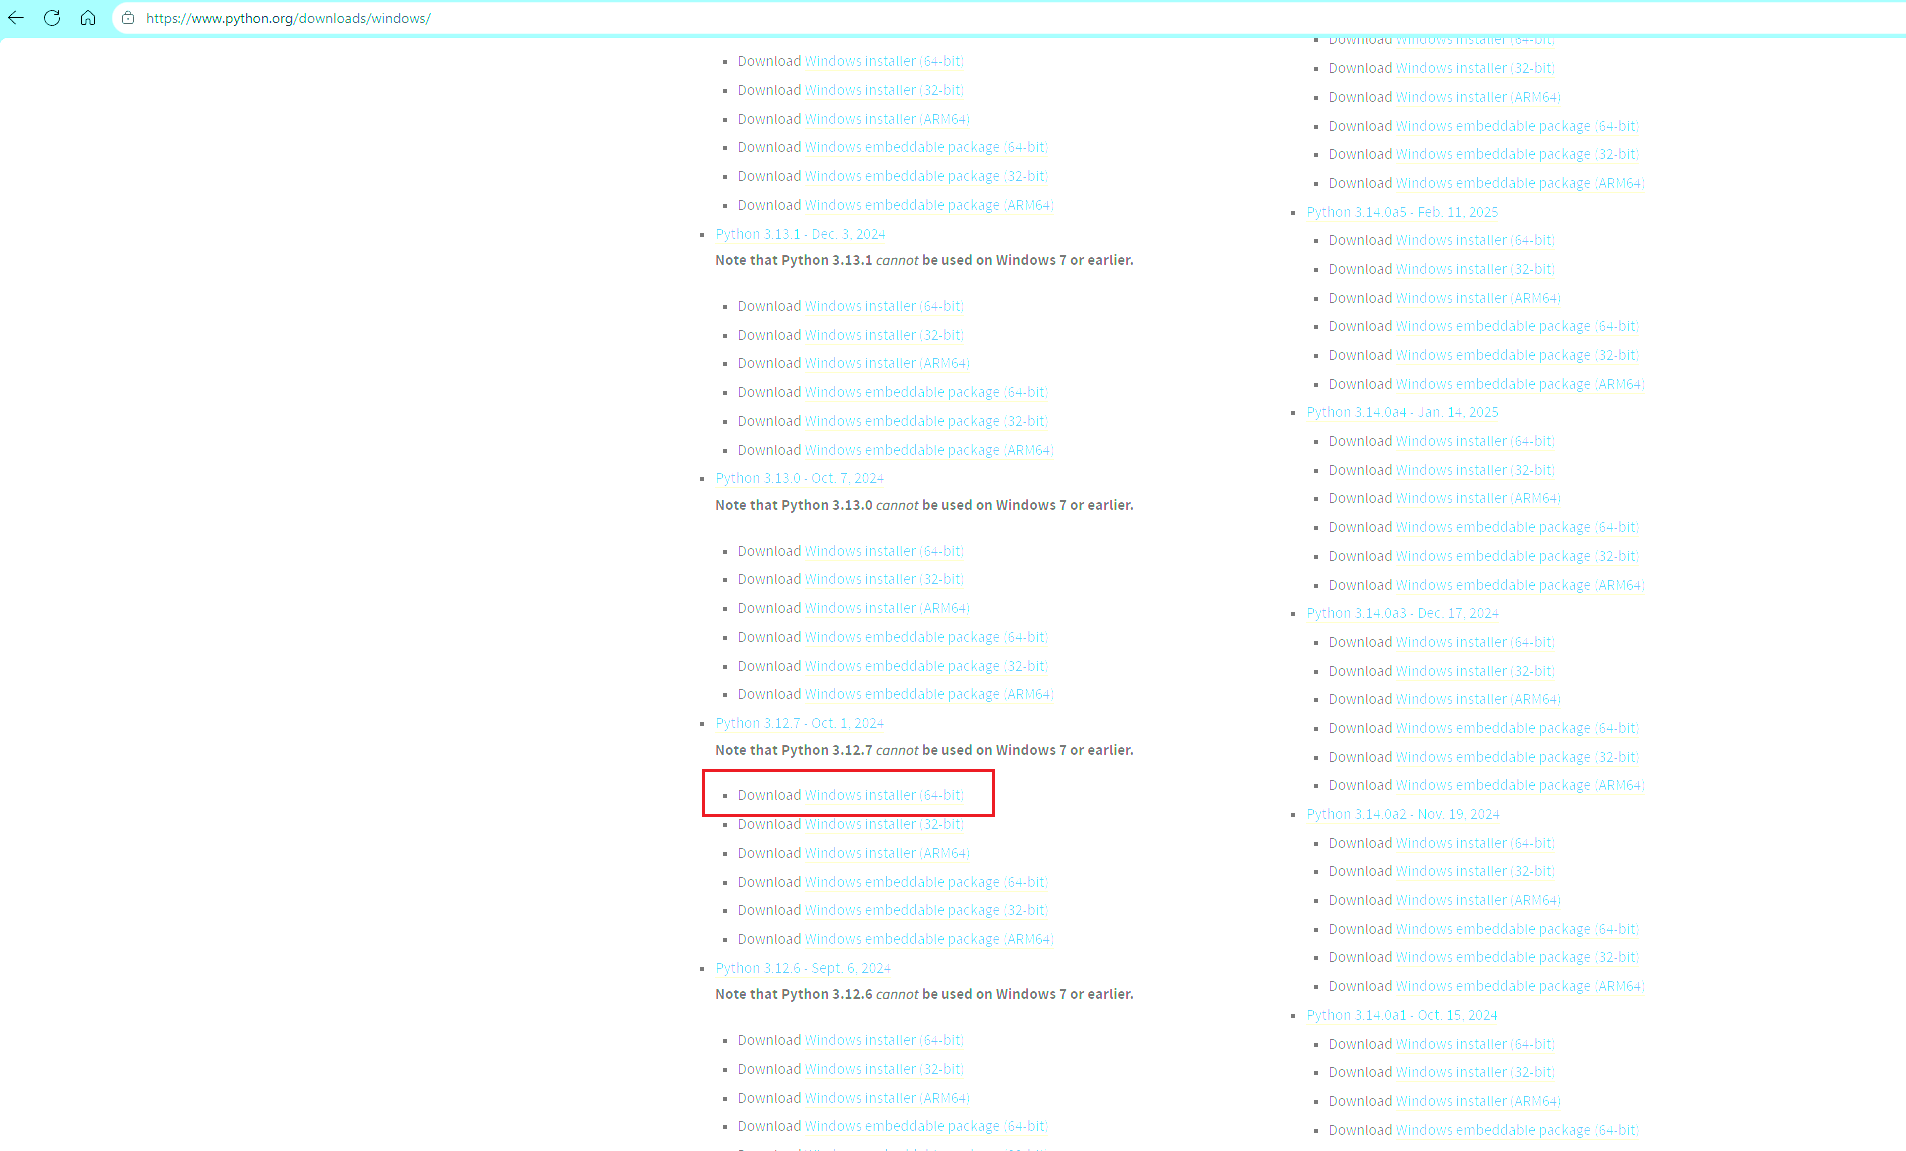 https://www.python.org/downloads/windows/
Download Windows installer (64-bit)
Download Windows installer (32-bit)
Download Windows installer (ARM64)
Download Windows embeddable package (64-bit)
Download Windows embeddable package (32-bit)
Download Windows embeddable package (ARM64)
Python 3.13.1 - Dec. 3, 2024
Note that Python 3.13.1 cannot be used on Windows 7 or earlier.
Download Windows installer (64-bit)
Download Windows installer (32-bit)
Download Windows installer (ARM64)
Download Windows embeddable package (64-bit)
Download Windows embeddable package (32-bit)
Download Windows embeddable package (ARM64)
Python 3.13.0 - Oct. 7, 2024
Note that Python 3.13.0 cannot be used on Windows 7 or earlier.
Download Windows installer (64-bit)
Download Windows installer (32-bit)
Download Windows installer (ARM64)
Download Windows embeddable package (64-bit)
Download Windows embeddable package (32-bit)
Download Windows embeddable package (ARM64)
Python 3.12.7 - Oct. 1, 2024
Note that Python 3.12.7 cannot be used on Windows 7 or earlier.
Download Windows installer (64-bit)
Download Windows installer (32-bit)
Download Windows installer (ARM64)
Download Windows embeddable package (64-bit)
Download Windows embeddable package (32-bit)
Download Windows embeddable package (ARM64)
Python 3.12.6 - Sept. 6, 2024
Note that Python 3.12.6 cannot be used on Windows 7 or earlier.
Download Windows installer (64-bit)
Download Windows installer (32-bit)
Download Windows installer (ARM64)
Download Windows embeddable package (64-bit)
Download Windows installer (64-bit)
Download Windows installer (32-bit)
Download Windows installer (ARM64)
Download Windows embeddable package (64-bit)
Download Windows embeddable package (32-bit)
Download Windows embeddable package (ARM64)
Python 3.14.0a5 - Feb. 11, 2025
Download Windows installer (64-bit)
Download Windows installer (32-bit)
Download Windows installer (ARM64)
Download Windows embeddable package (64-bit)
Download Windows embeddable package (32-bit)
Download Windows embeddable package (ARM64)
Python 3.14.0a4 - Jan. 14, 2025
Download Windows installer (64-bit)
Download Windows installer (32-bit)
Download Windows installer (ARM64)
Download Windows embeddable package (64-bit)
Download Windows embeddable package (32-bit)
Download Windows embeddable package (ARM64)
Python 3.14.0a3 - Dec. 17, 2024
Download Windows installer (64-bit)
Download Windows installer (32-bit)
Download Windows installer (ARM64)
Download Windows embeddable package (64-bit)
Download Windows embeddable package (32-bit)
Download Windows embeddable package (ARM64)
Python 3.14.0a2 - Nov. 19, 2024
Download Windows installer (64-bit)
Download Windows installer (32-bit)
Download Windows installer (ARM64)
Download Windows embeddable package (64-bit)
Download Windows embeddable package (32-bit)
Download Windows embeddable package (ARM64)
Python 3.14.0a1 - Oct. 15, 2024
Download Windows installer (64-bit)
Download Windows installer (32-bit)
Download Windows installer (ARM64)
Download Windows embeddable package (64-bit)